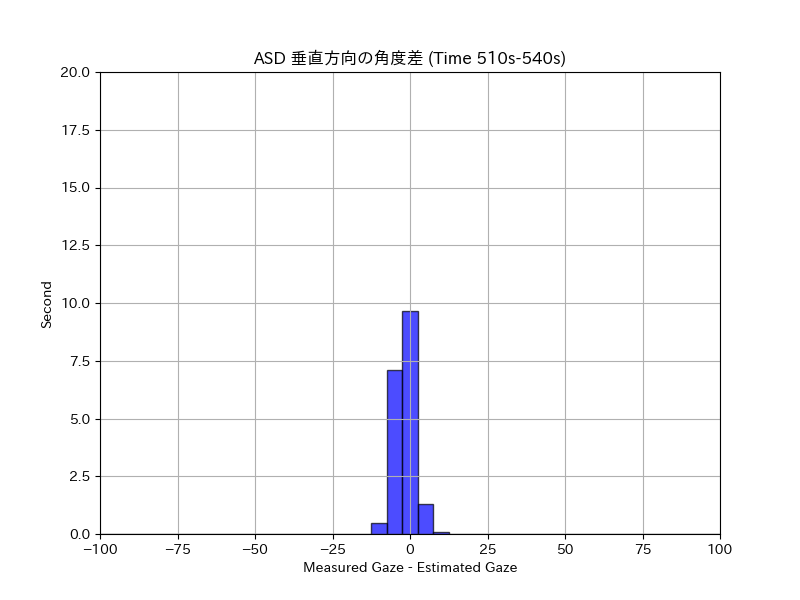 ASD 垂直方向の角度差 (Time 510s-540s)
20.0
17.5
15.0
12.5
10.0
7.5
5.0
2.5
0.0
Second
−100 −75 −50 −25 0 25 50 75 100
Measured Gaze - Estimated Gaze